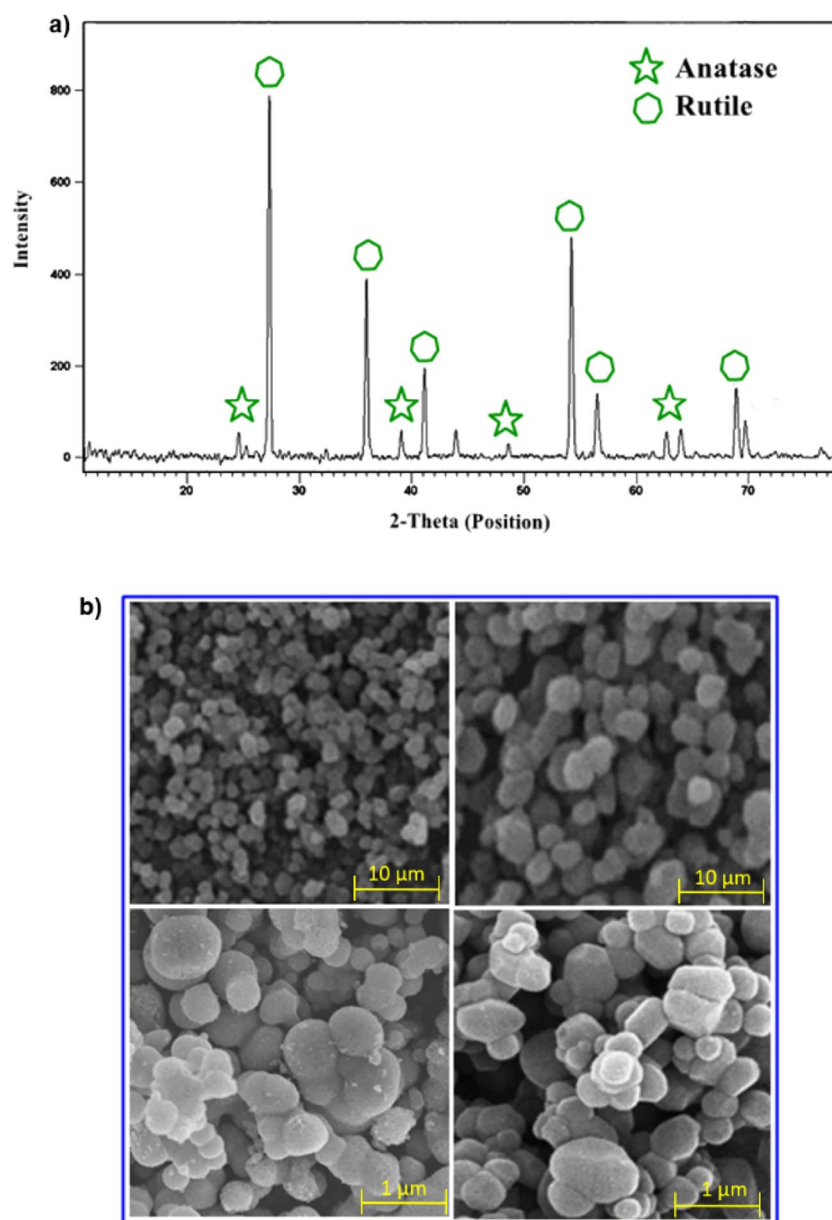 a)
Anatase
Rutile
800
600
400
200
0
Intensity
20 30 40 50 60 70
2-Theta (Position)
b)
10 µm
10 µm
1 µm
1 µm